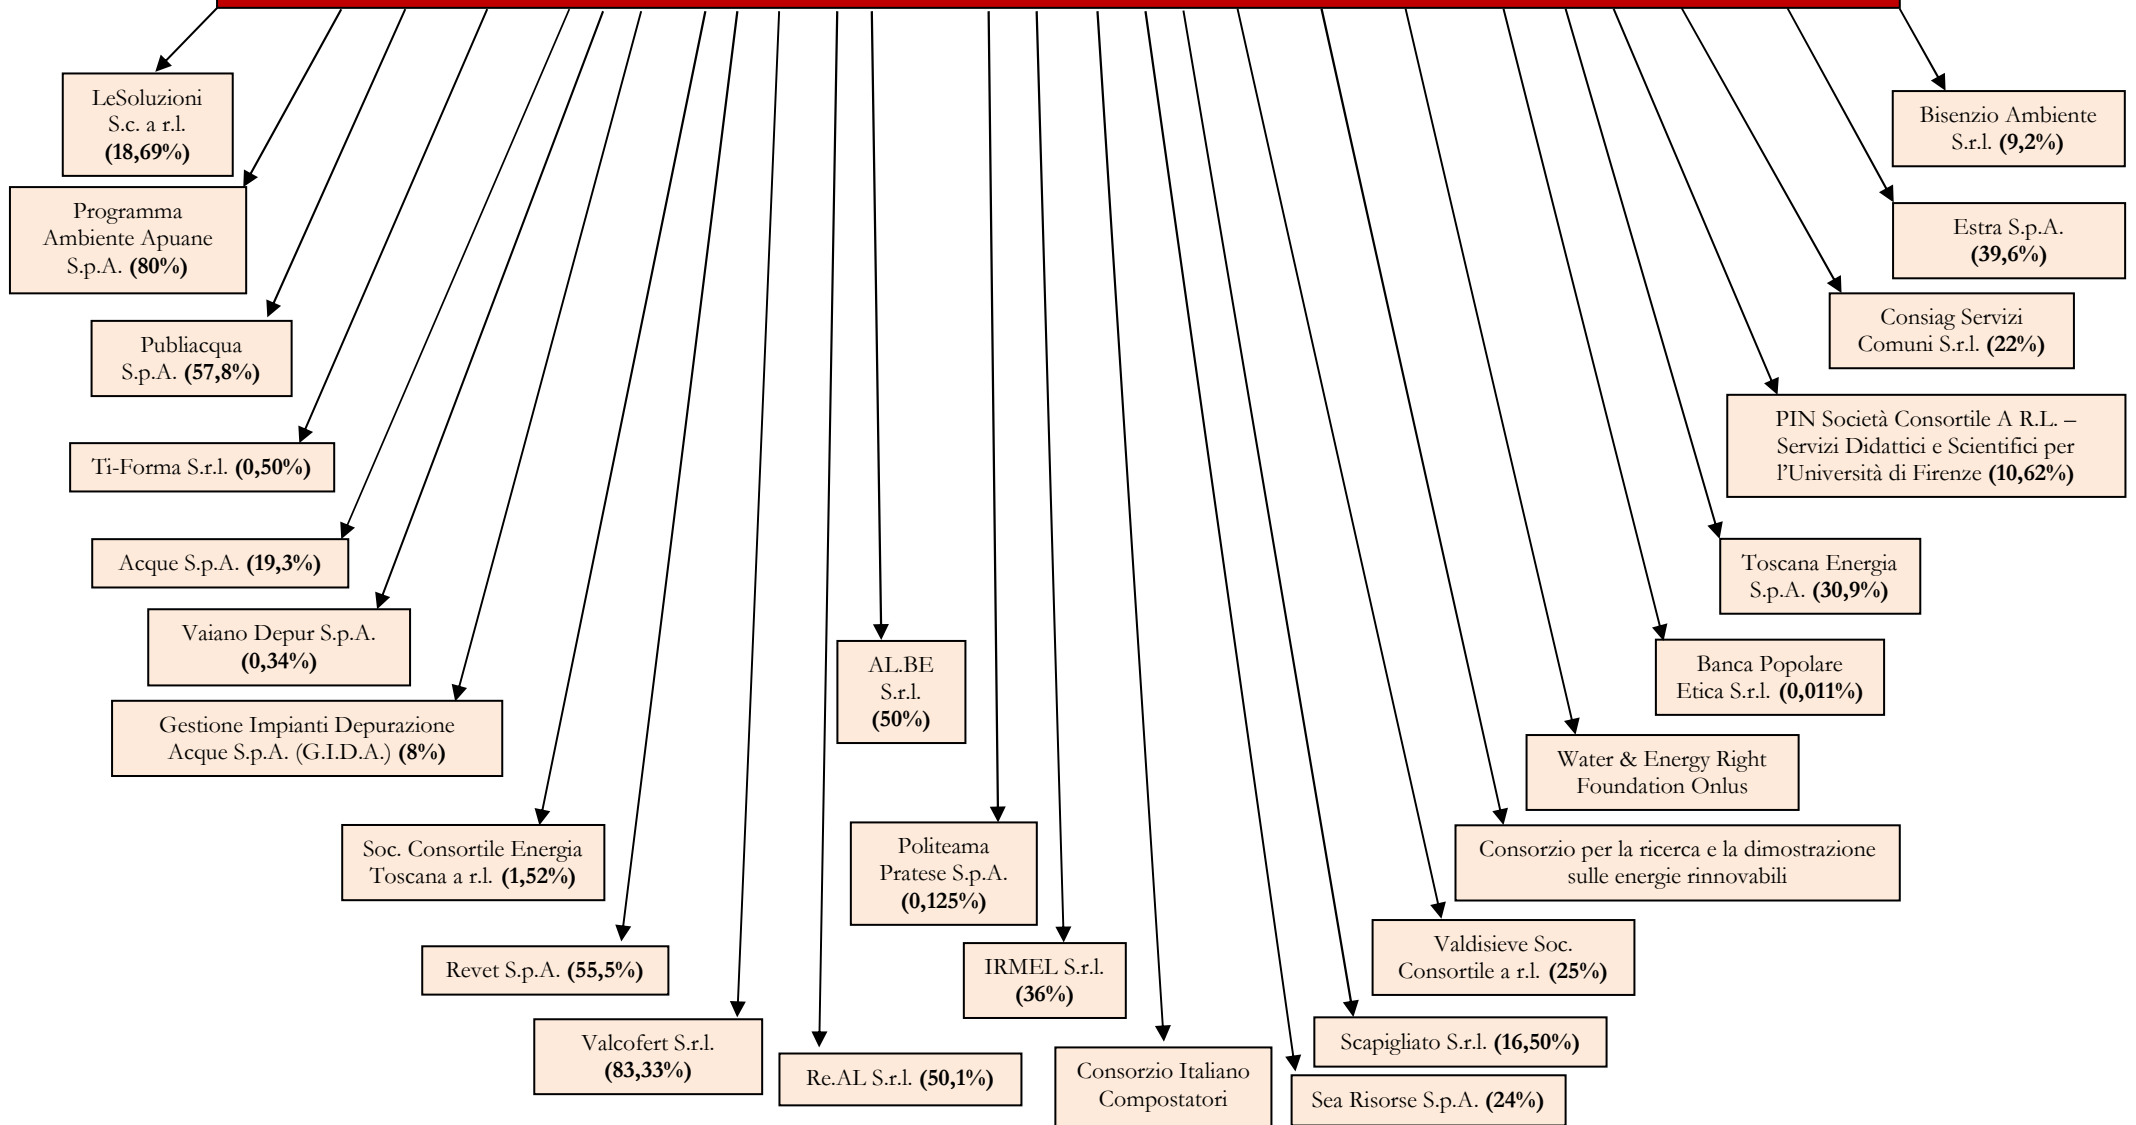 LeSoluzioni
S.c. a r.l.
(18,69%)
Programma
Ambiente Apuane
S.p.A. (80%)
Publiacqua
S.p.A. (57,8%)
Ti-Forma S.r.l. (0,50%)
Acque S.p.A. (19,3%)
Vaiano Depur S.p.A.
(0,34%)
Gestione Impianti Depurazione
Acque S.p.A. (G.I.D.A.) (8%)
Soc. Consortile Energia
Toscana a r.l. (1,52%)
Revet S.p.A. (55,5%)
Valcofert S.r.l.
(83,33%)
Re.AL S.r.l. (50,1%)
AL.BE
S.r.l.
(50%)
Politeama
Pratese S.p.A.
(0,125%)
IRMEL S.r.l.
(36%)
Consorzio Italiano
Compostatori
Sea Risorse S.p.A. (24%)
Scapigliato S.r.l. (16,50%)
Valdisieve Soc.
Consortile a r.l. (25%)
Consorzio per la ricerca e la dimostrazione
sulle energie rinnovabili
Water & Energy Right
Foundation Onlus
Banca Popolare
Etica S.r.l. (0,011%)
Toscana Energia
S.p.A. (30,9%)
PIN Società Consortile A R.L. –
Servizi Didattici e Scientifici per
l'Università di Firenze (10,62%)
Consiag Servizi
Comuni S.r.l. (22%)
Estra S.p.A.
(39,6%)
Bisenzio Ambiente
S.r.l. (9,2%)